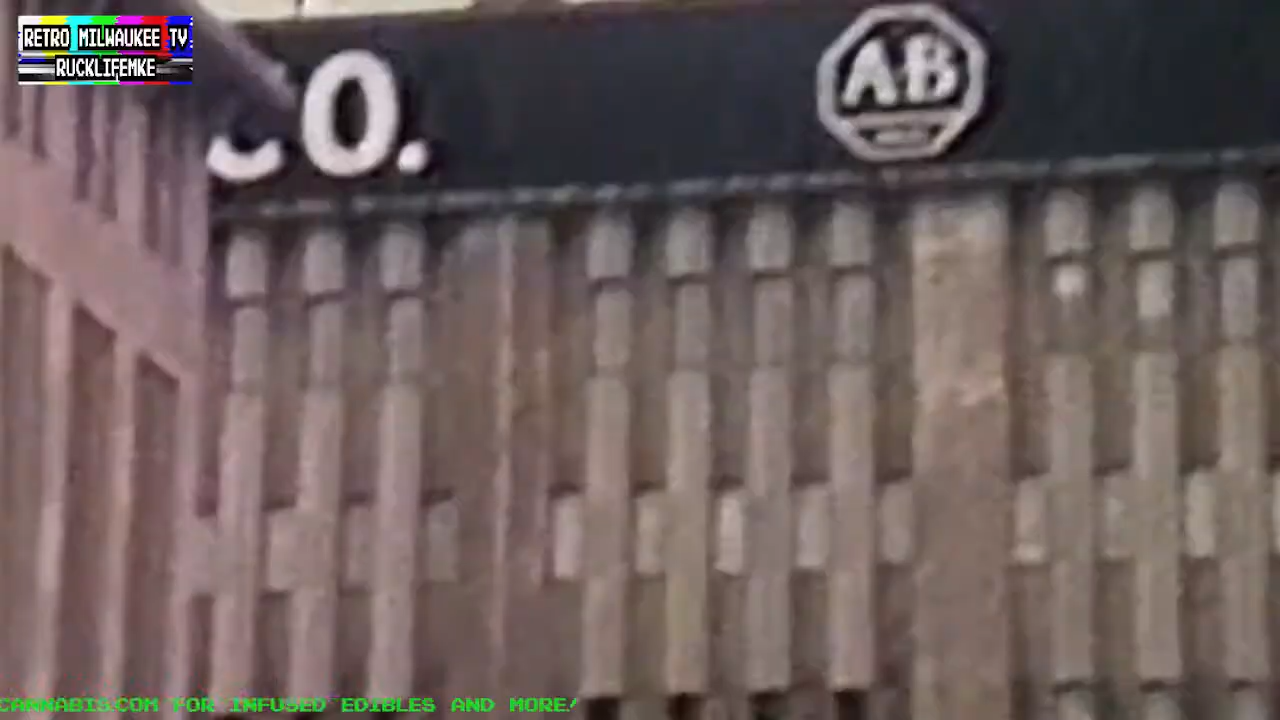 RETRO MILWAUKEE TV
RUCKLIFEMKE
O.
AB
CANNABIS.COM FOR INFUSED EDIBLES AND MORE!